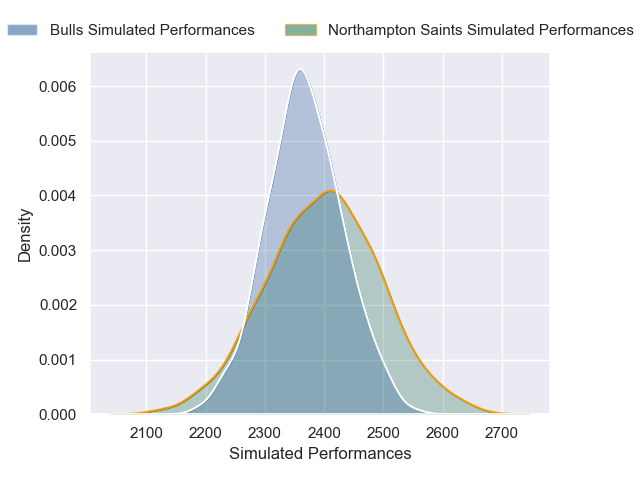 Bulls Simulated Performances
Northampton Saints Simulated Performances
0.006
0.005
0.004
0.003
0.002
0.001
0.000
Density
2100 2200 2300 2400 2500 2600 2700
Simulated Performances